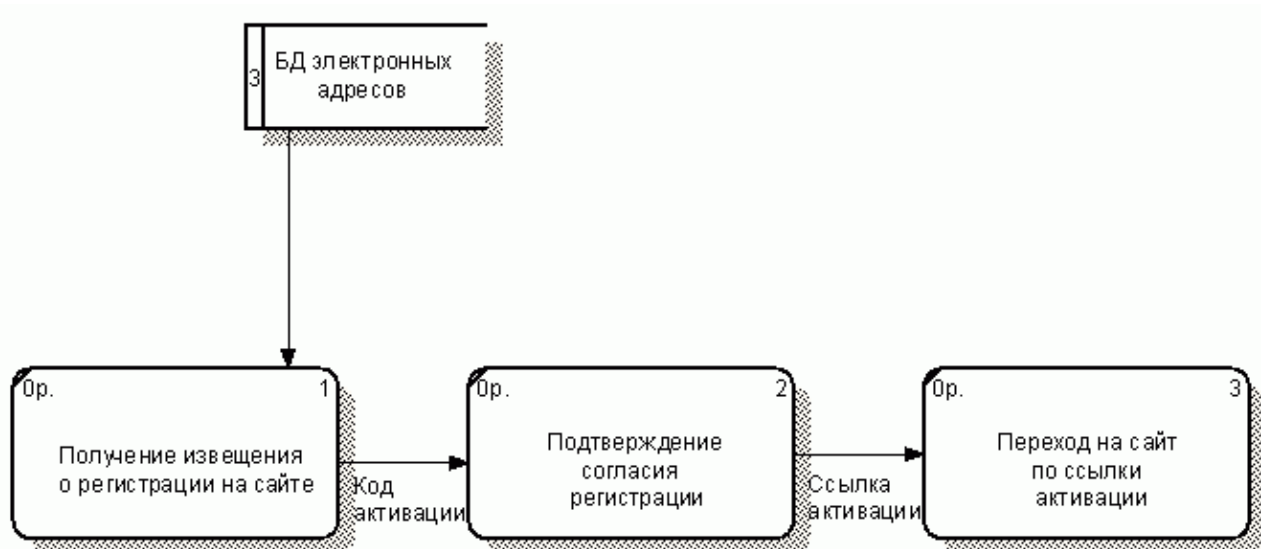 3
БД электронных
адресов
0р.
1
Получение извещения
о регистрации на сайте
Код
активации
0р.
2
Подтверждение
согласия
регистрации
Ссылка
активации
0р.
3
Переход на сайт
по ссылки
активации